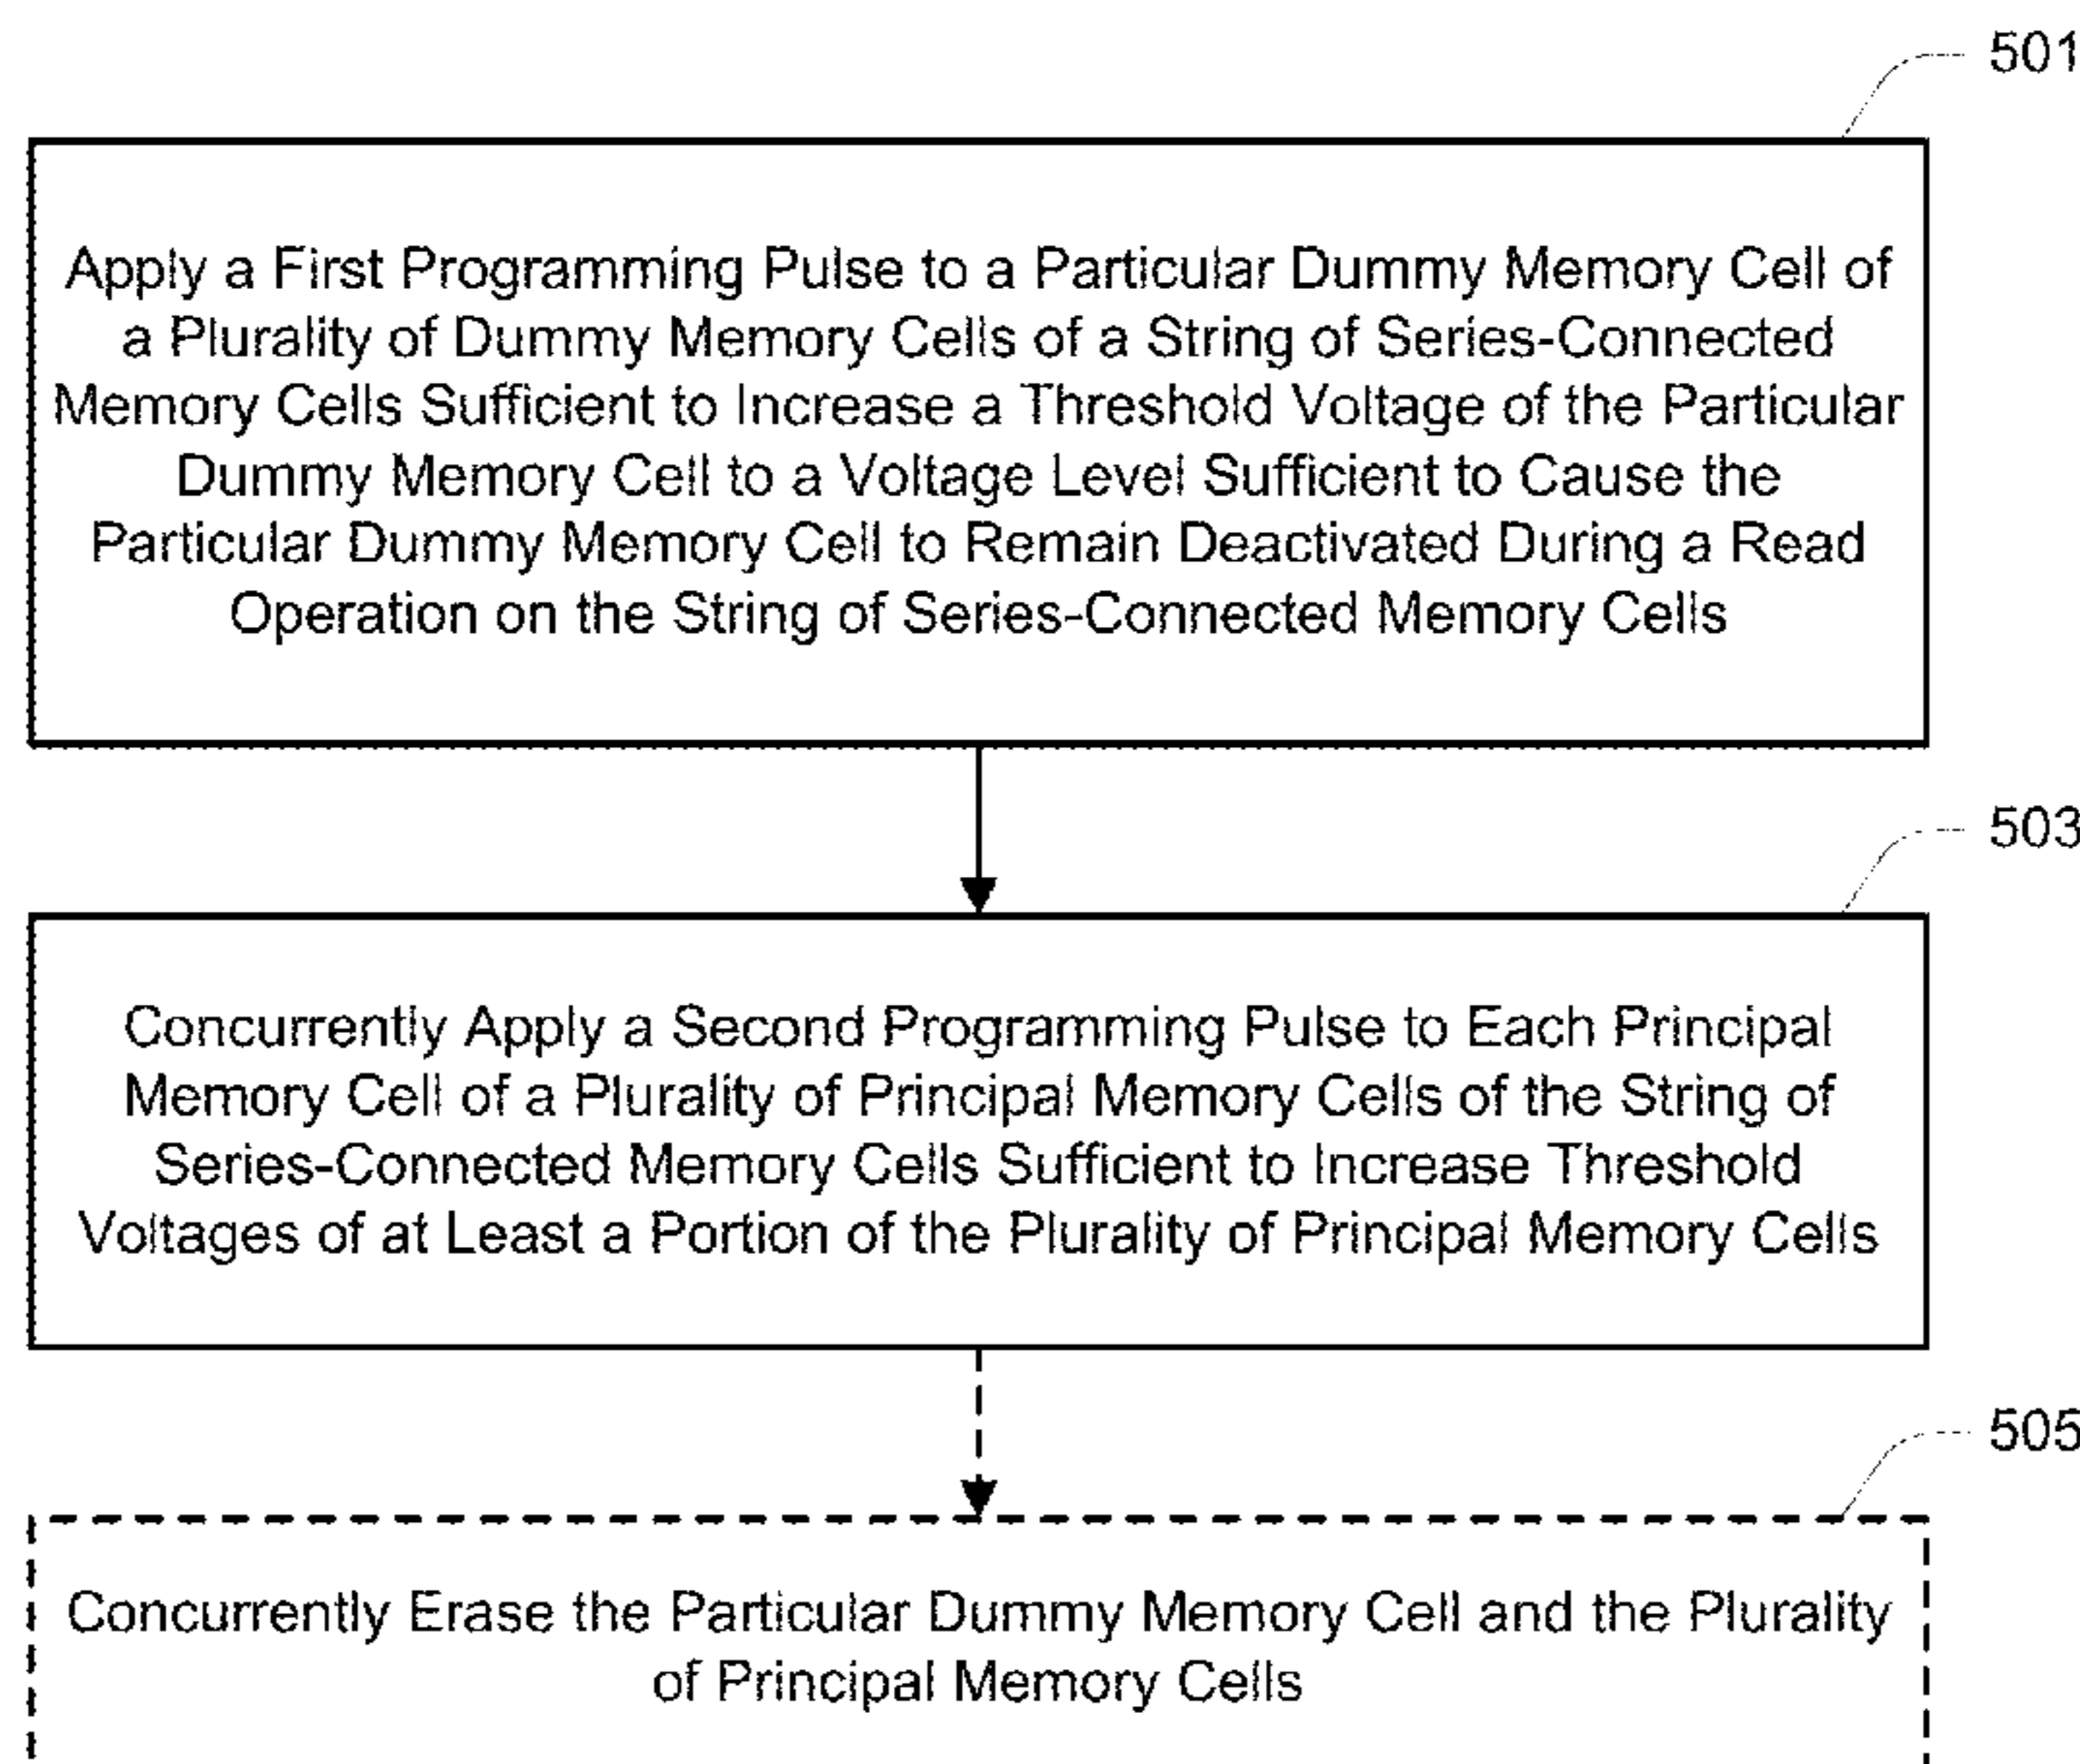 501
Apply a First Programming Pulse to a Particular Dummy Memory Cell of
a Plurality of Dummy Memory Cells of a String of Series-Connected
Memory Cells Sufficient to Increase a Threshold Voltage of the Particular
Dummy Memory Cell to a Voltage Level Sufficient to Cause the
Particular Dummy Memory Cell to Remain Deactivated During a Read
Operation on the String of Series-Connected Memory Cells
503
Concurrently Apply a Second Programming Pulse to Each Principal
Memory Cell of a Plurality of Principal Memory Cells of the String of
Series-Connected Memory Cells Sufficient to Increase Threshold
Voltages of at Least a Portion of the Plurality of Principal Memory Cells
505
Concurrently Erase the Particular Dummy Memory Cell and the Plurality
of Principal Memory Cells